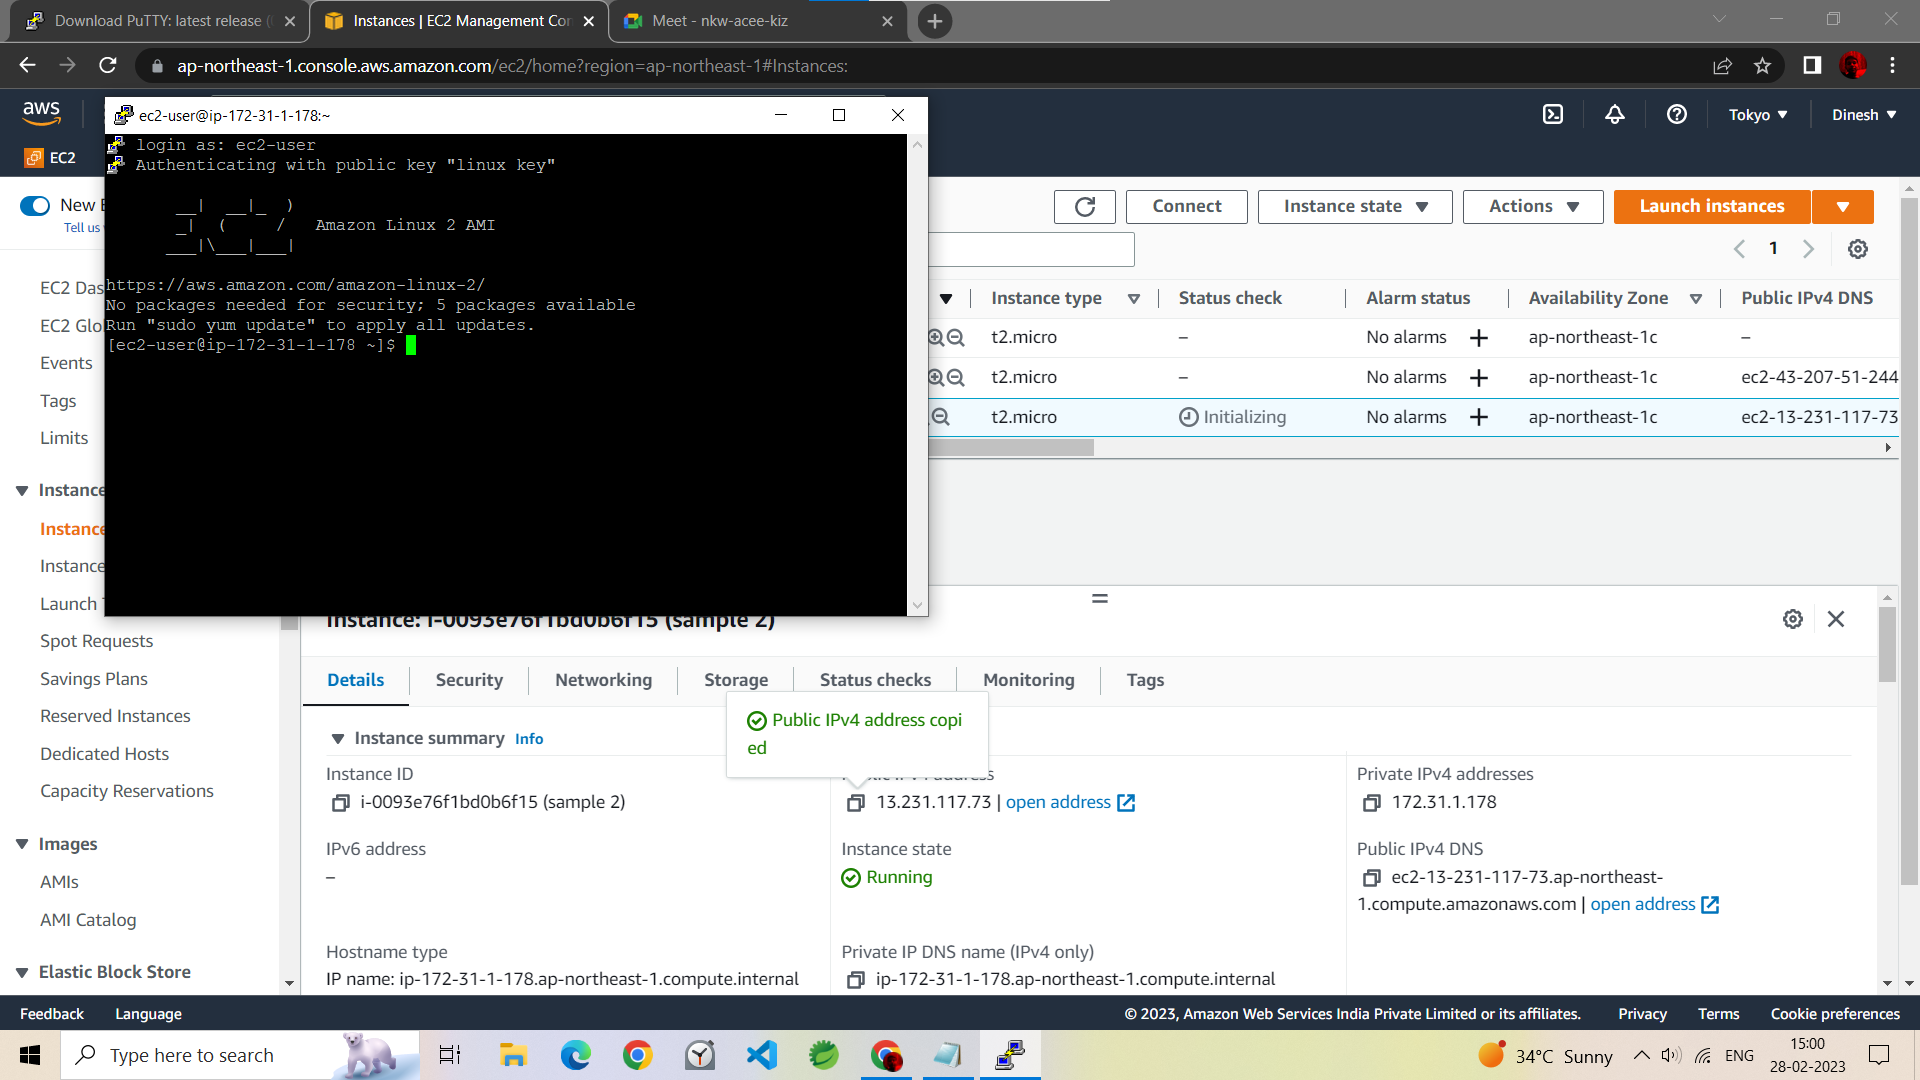 Download PuTTY: latest release (
Instances | EC2 Management Con
Meet - nkw-acee-kiz
ap-northeast-1.console.aws.amazon.com/ec2/home?region=ap-northeast-1#Instances:
aws
Tokyo
Dinesh
EC2
ec2-user@ip-172-31-1-178:~
login as: ec2-user
Authenticating with public key "linux key"
__|  __|_  )
_|  (     /   Amazon Linux 2 AMI
___|\___|___|
https://aws.amazon.com/amazon-linux-2/
No packages needed for security; 5 packages available
Run "sudo yum update" to apply all updates.
[ec2-user@ip-172-31-1-178 ~]$
New
Tell us
EC2 Das
EC2 Glo
Events
Tags
Limits
Instance
Instance
Instance
Launch
Spot Requests
Savings Plans
Reserved Instances
Dedicated Hosts
Capacity Reservations
Images
AMIs
AMI Catalog
Elastic Block Store
Connect
Instance state
Actions
Launch instances
1
Instance type
Status check
Alarm status
Availability Zone
Public IPv4 DNS
t2.micro
–
No alarms
ap-northeast-1c
–
t2.micro
–
No alarms
ap-northeast-1c
ec2-43-207-51-244
t2.micro
Initializing
No alarms
ap-northeast-1c
ec2-13-231-117-73
Instance: i-0093e76f1bd0b6f15 (sample 2)
Details
Security
Networking
Storage
Status checks
Monitoring
Tags
Public IPv4 address copi
ed
Instance summary Info
Instance ID
i-0093e76f1bd0b6f15 (sample 2)
Public IPv4 address
13.231.117.73 | open address
Private IPv4 addresses
172.31.1.178
IPv6 address
–
Instance state
Running
Public IPv4 DNS
ec2-13-231-117-73.ap-northeast-
1.compute.amazonaws.com | open address
Hostname type
IP name: ip-172-31-1-178.ap-northeast-1.compute.internal
Private IP DNS name (IPv4 only)
ip-172-31-1-178.ap-northeast-1.compute.internal
Feedback
Language
© 2023, Amazon Web Services India Private Limited or its affiliates.
Privacy
Terms
Cookie preferences
Type here to search
34°C Sunny
ENG
15:00
28-02-2023